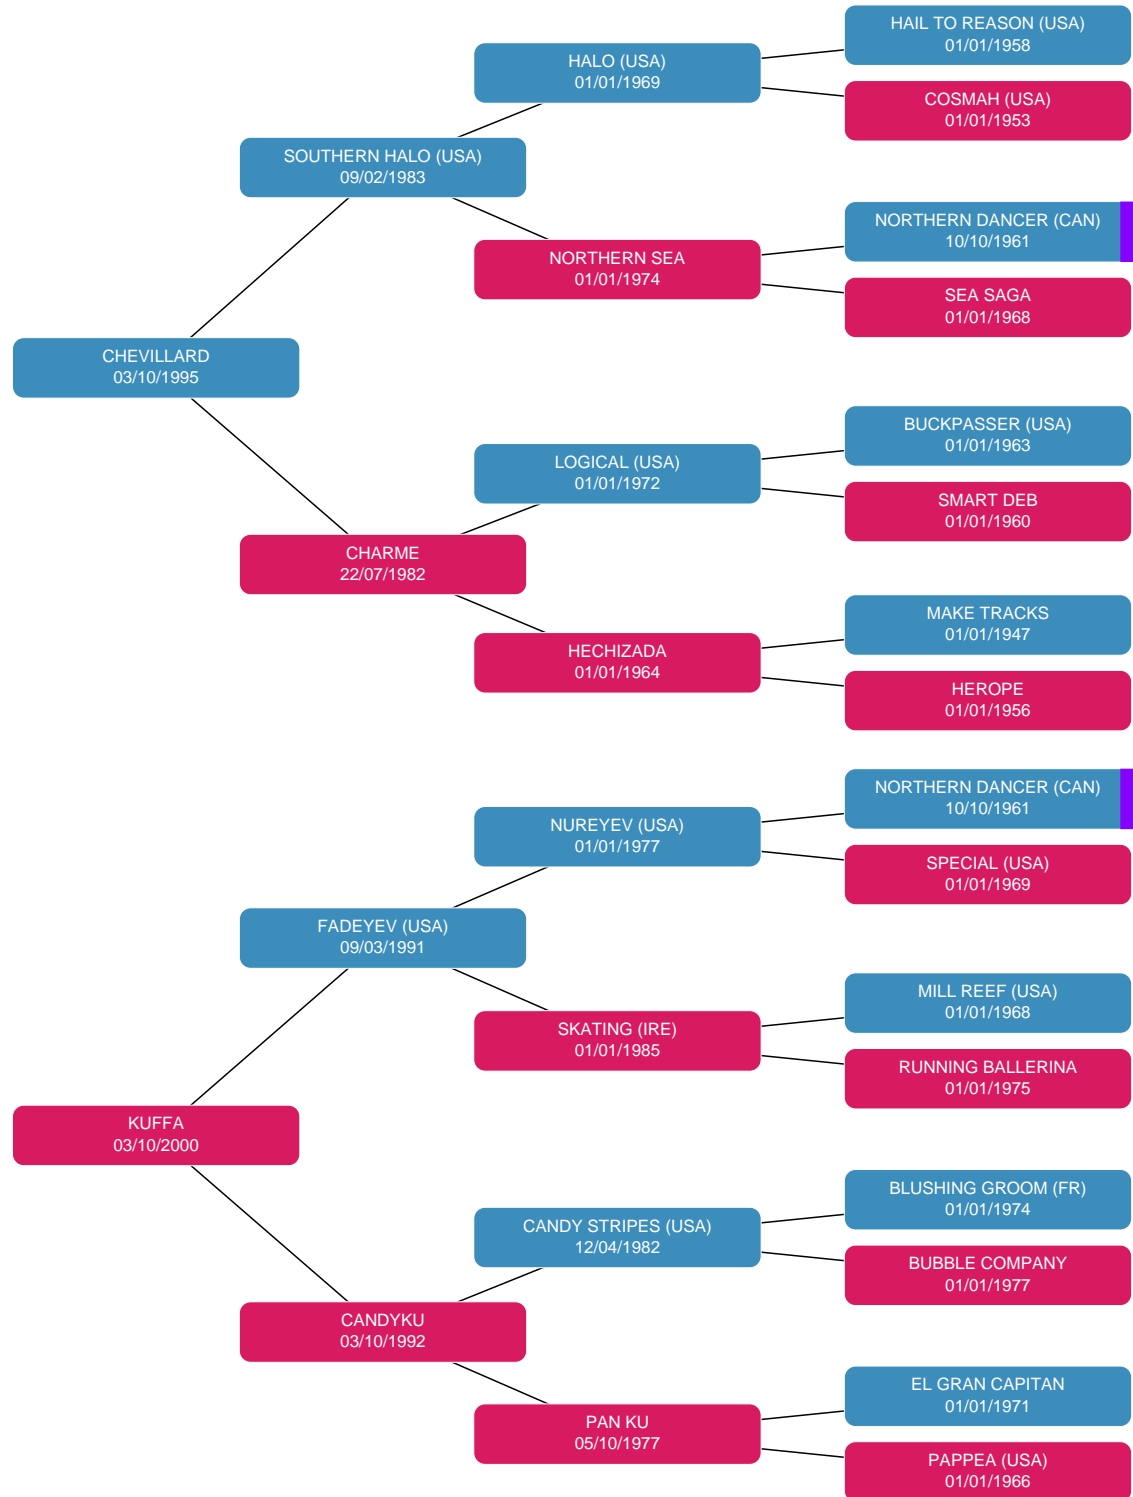 HAIL TO REASON (USA)
01/01/1958
HALO (USA)
01/01/1969
COSMAH (USA)
01/01/1953
SOUTHERN HALO (USA)
09/02/1983
NORTHERN DANCER (CAN)
10/10/1961
NORTHERN SEA
01/01/1974
SEA SAGA
01/01/1968
CHEVILLARD
03/10/1995
BUCKPASSER (USA)
01/01/1963
LOGICAL (USA)
01/01/1972
SMART DEB
01/01/1960
CHARME
22/07/1982
MAKE TRACKS
01/01/1947
HECHIZADA
01/01/1964
HEROPE
01/01/1956
NORTHERN DANCER (CAN)
10/10/1961
NUREYEV (USA)
01/01/1977
SPECIAL (USA)
01/01/1969
FADEYEV (USA)
09/03/1991
MILL REEF (USA)
01/01/1968
SKATING (IRE)
01/01/1985
RUNNING BALLERINA
01/01/1975
KUFFA
03/10/2000
BLUSHING GROOM (FR)
01/01/1974
CANDY STRIPES (USA)
12/04/1982
BUBBLE COMPANY
01/01/1977
CANDYKU
03/10/1992
EL GRAN CAPITAN
01/01/1971
PAN KU
05/10/1977
PAPPEA (USA)
01/01/1966